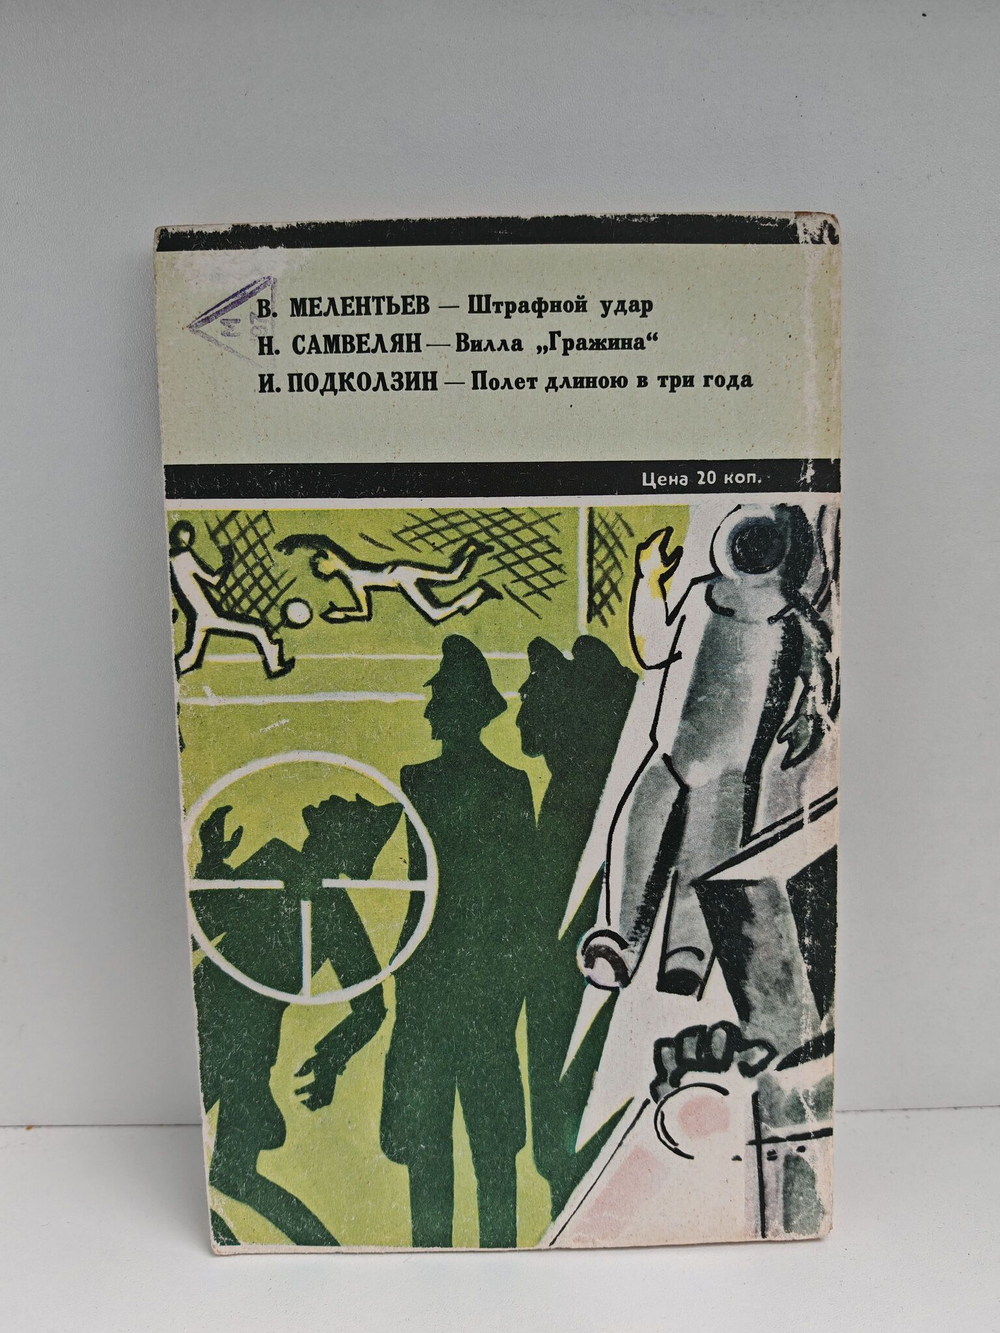 В. МЕЛЕНТЬЕВ — Штрафной удар
Н. САМВЕЛЯН — Вилла „Гражина“
И. ПОДКОЛЗИН — Полет длиною в три года
Цена 20 коп.